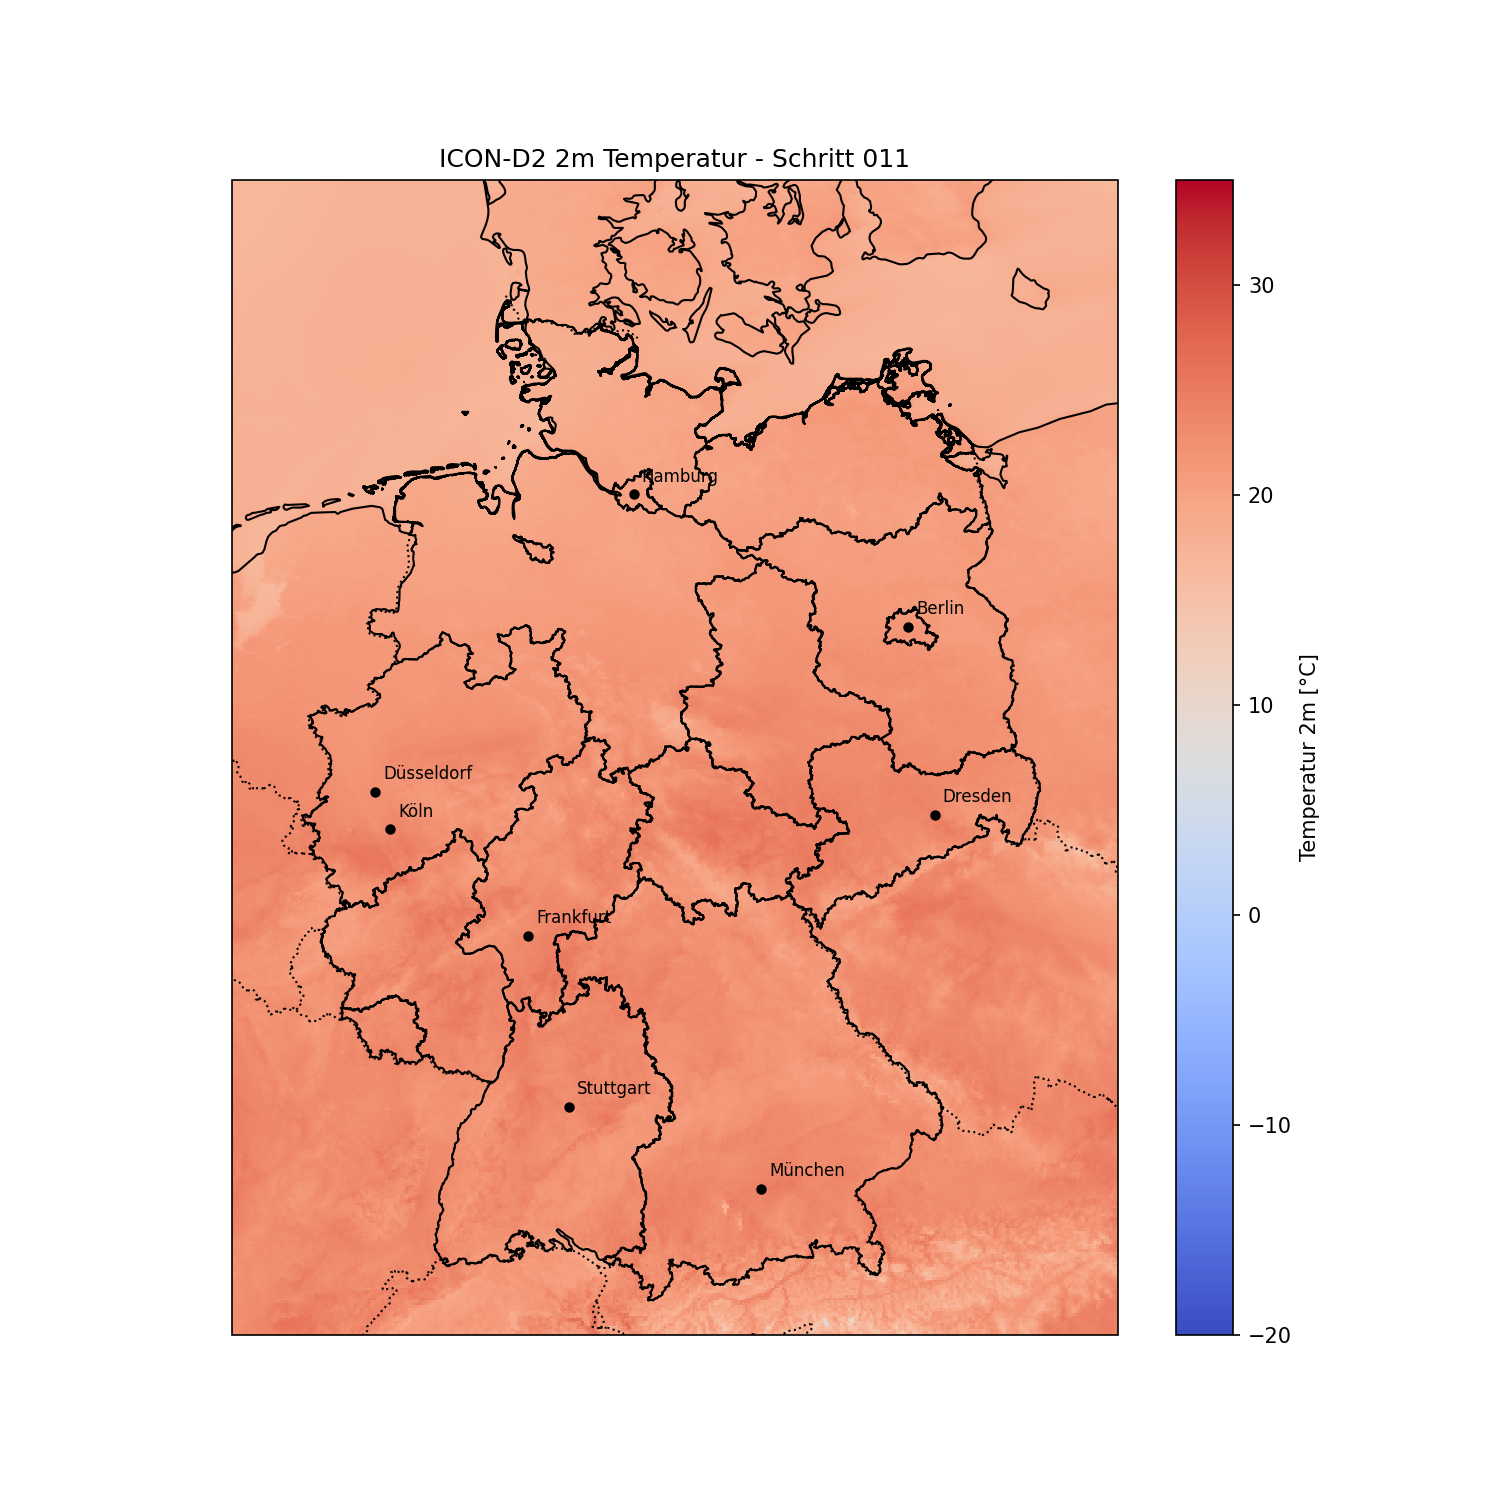 ICON-D2 2m Temperatur - Schritt 011
Hamburg
Berlin
Düsseldorf
Köln
Dresden
Frankfurt
Stuttgart
München
30
20
10
0
−10
−20
Temperatur 2m [°C]